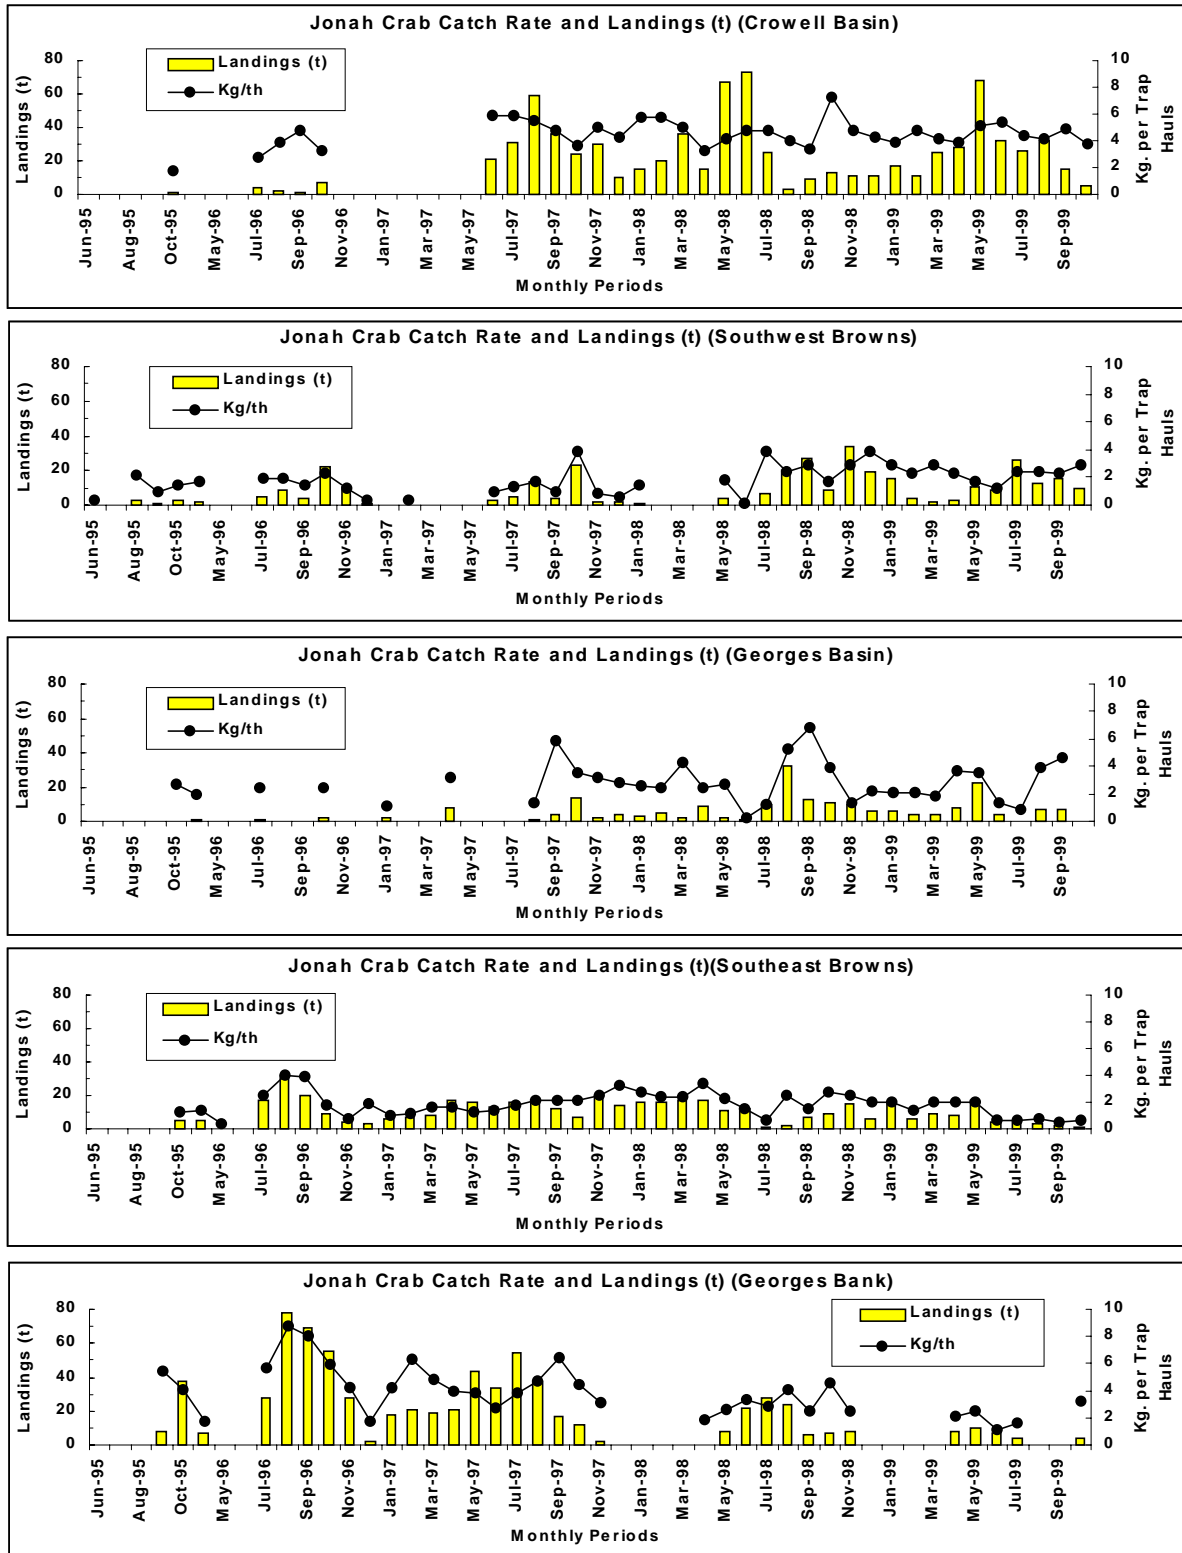 Jonah Crab Catch Rate and Landings (t) (Crowell Basin)
Landings (t)
80
60
40
20
0
Landings (t)
Kg/th
10
8
6
4
2
0
Kg. per Trap
Hauls
Jun-95
Aug-95
Oct-95
May-96
Jul-96
Sep-96
Nov-96
Jan-97
Mar-97
Jul-97
Sep-97
Nov-97
Jan-98
Mar-98
May-98
Jul-98
Sep-98
Nov-98
Jan-99
Mar-99
May-99
Jul-99
Sep-99
Monthly Periods
Jonah Crab Catch Rate and Landings (t) (Southwest Browns)
Landings (t)
80
60
40
20
0
Landings (t)
Kg/th
10
8
6
4
2
0
Kg. per Trap
Hauls
Jun-95
Aug-95
Oct-95
May-96
Jul-96
Sep-96
Nov-96
Jan-97
Mar-97
Jul-97
Sep-97
Nov-97
Jan-98
Mar-98
May-98
Jul-98
Sep-98
Nov-98
Jan-99
Mar-99
May-99
Jul-99
Sep-99
Monthly Periods
Jonah Crab Catch Rate and Landings (t) (Georges Basin)
Landings (t)
80
60
40
20
0
Landings (t)
Kg/th
10
8
6
4
2
0
Kg. per Trap
Hauls
Jun-95
Aug-95
Oct-95
May-96
Jul-96
Sep-96
Nov-96
Jan-97
Mar-97
Jul-97
Sep-97
Nov-97
Jan-98
Mar-98
May-98
Jul-98
Sep-98
Nov-98
Jan-99
Mar-99
May-99
Jul-99
Sep-99
Monthly Periods
Jonah Crab Catch Rate and Landings (t)(Southeast Browns)
Landings (t)
80
60
40
20
0
Landings (t)
Kg/th
10
8
6
4
2
0
Kg. per Trap
Hauls
Jun-95
Aug-95
Oct-95
May-96
Jul-96
Sep-96
Nov-96
Jan-97
Mar-97
May-97
Jul-97
Sep-97
Nov-97
Jan-98
Mar-98
May-98
Jul-98
Sep-98
Nov-98
Jan-99
Mar-99
May-99
Jul-99
Sep-99
Monthly Periods
Jonah Crab Catch Rate and Landings (t) (Georges Bank)
Landings (t)
80
60
40
20
0
Landings (t)
Kg/th
10
8
6
4
2
0
Kg. per Trap
Hauls
Jun-95
Aug-95
Oct-95
May-96
Jul-96
Sep-96
Nov-96
Jan-97
Mar-97
May-97
Jul-97
Sep-97
Nov-97
Jan-98
Mar-98
May-98
Jul-98
Sep-98
Nov-98
Jan-99
Mar-99
May-99
Jul-99
Sep-99
Monthly Periods